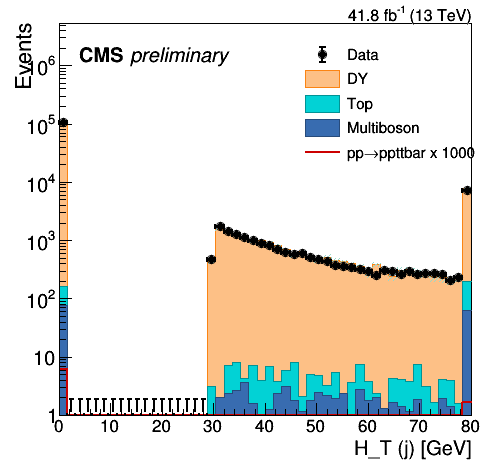 41.8 fb⁻¹ (13 TeV)
Events
CMS preliminary
Data
DY
Top
Multiboson
pp→ppttbar x 1000
10⁶
10⁵
10⁴
10³
10²
10
1
0 10 20 30 40 50 60 70 80
H_T (j) [GeV]